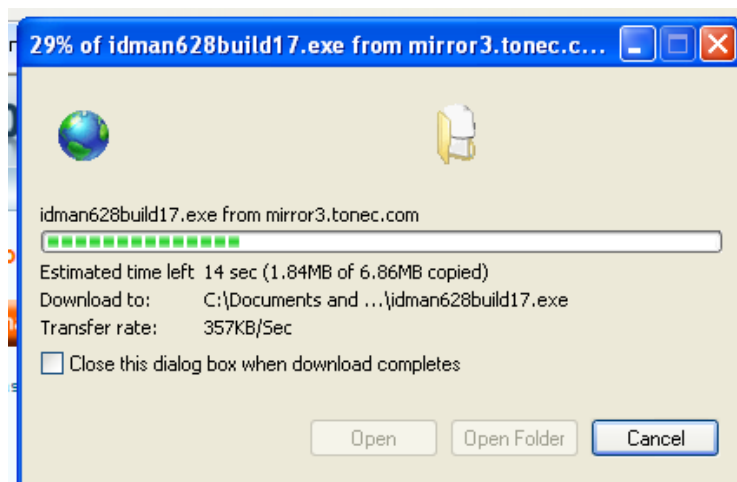 29% of idman628build17.exe from mirror3.tonec.c...
idman628build17.exe from mirror3.tonec.com
Estimated time left 14 sec (1.84MB of 6.86MB copied)
Download to: C:\Documents and ...\idman628build17.exe
Transfer rate: 357KB/Sec
Close this dialog box when download completes
Open Open Folder Cancel